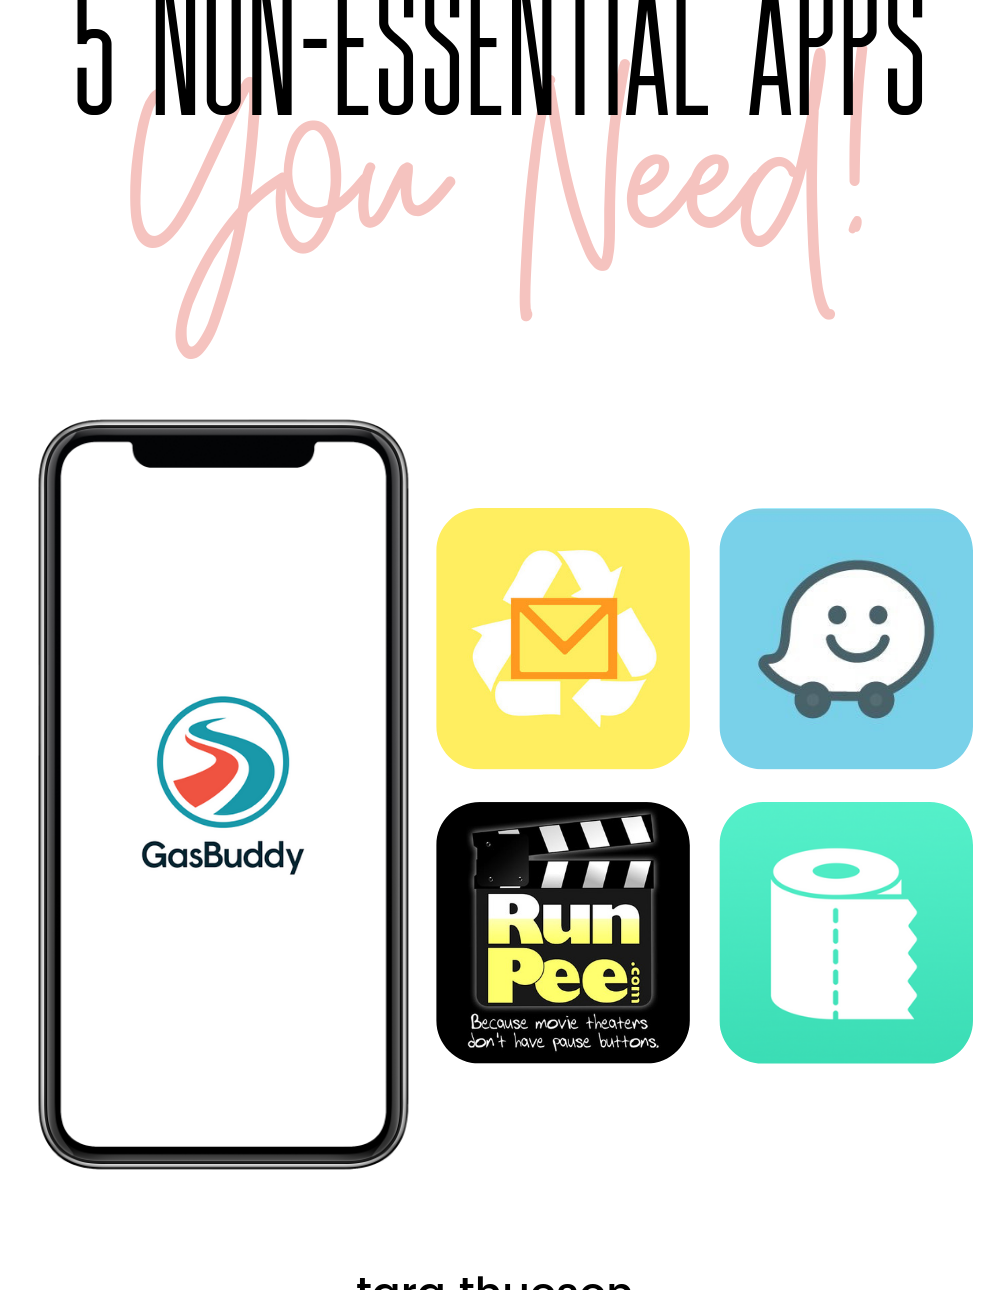 5 NON-ESSENTIAL APPS
You Need!
GasBuddy
Run
Pee
.com
Because movie theaters
don't have pause buttons.
tara thueson